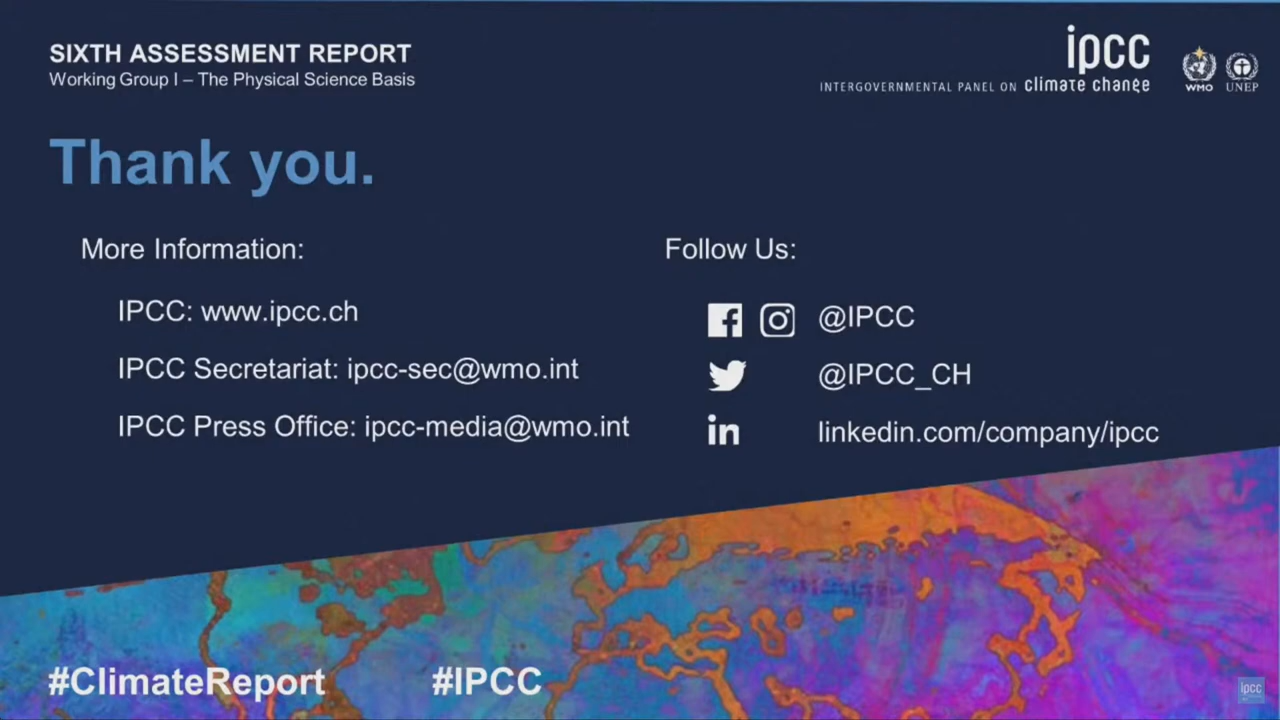 SIXTH ASSESSMENT REPORT
Working Group I – The Physical Science Basis
ipcc
INTERGOVERNMENTAL PANEL ON climate change
WMO
UNEP
Thank you.
More Information:
IPCC: www.ipcc.ch
IPCC Secretariat: ipcc-sec@wmo.int
IPCC Press Office: ipcc-media@wmo.int
Follow Us:
@IPCC
@IPCC_CH
in
linkedin.com/company/ipcc
#ClimateReport
#IPCC
ipcc